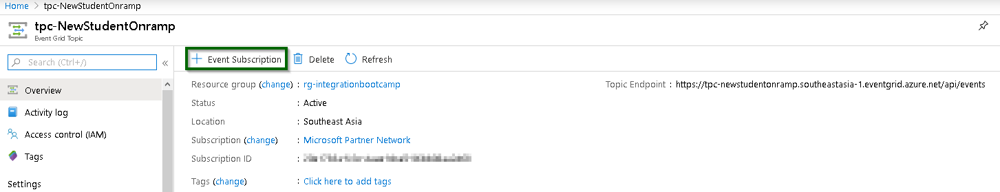 Home > tpc-NewStudentOnramp
tpc-NewStudentOnramp
Event Grid Topic
Search (Ctrl+/)
«
Overview
Activity log
Access control (IAM)
Tags
Settings
+ Event Subscription
Delete
Refresh
Resource group (change) : rg-integrationbootcamp
Status : Active
Location : Southeast Asia
Subscription (change) : Microsoft Partner Network
Subscription ID :
Tags (change) : Click here to add tags
Topic Endpoint : https://tpc-newstudentonramp.southeastasia-1.eventgrid.azure.net/api/events